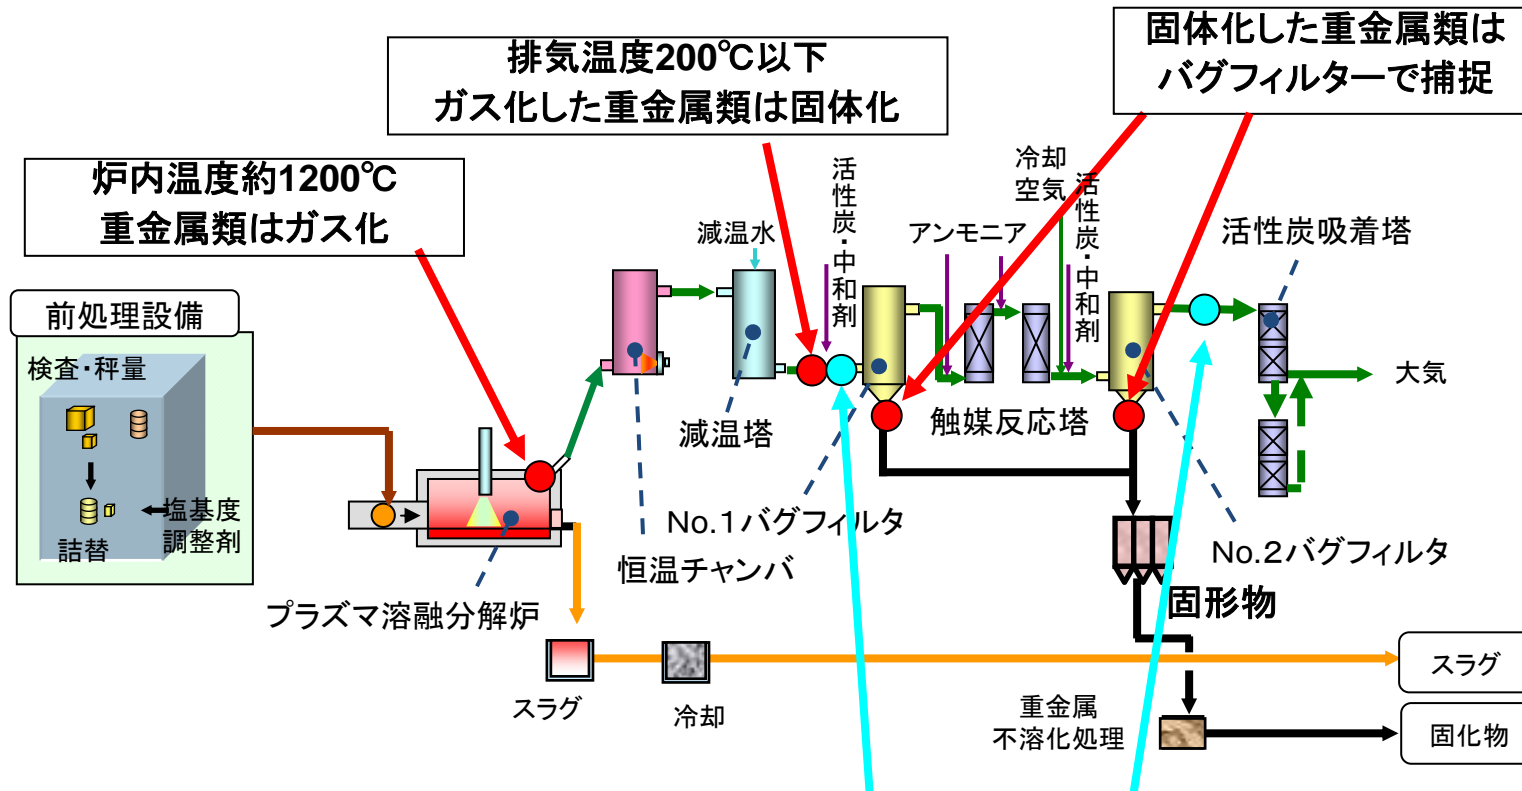 固体化した重金属類は
バグフィルターで捕捉
排気温度200℃以下
ガス化した重金属類は固体化
炉内温度約1200℃
重金属類はガス化
活性炭・中和剤
冷却
空気
活性炭・中和剤
減温水
アンモニア
活性炭吸着塔
前処理設備
検査・秤量
塩基度
調整剤
詰替
大気
減温塔
触媒反応塔
No.1バグフィルタ
恒温チャンバ
No.2バグフィルタ
プラズマ溶融分解炉
固形物
スラグ
冷却
重金属
不溶化処理
スラグ
固化物